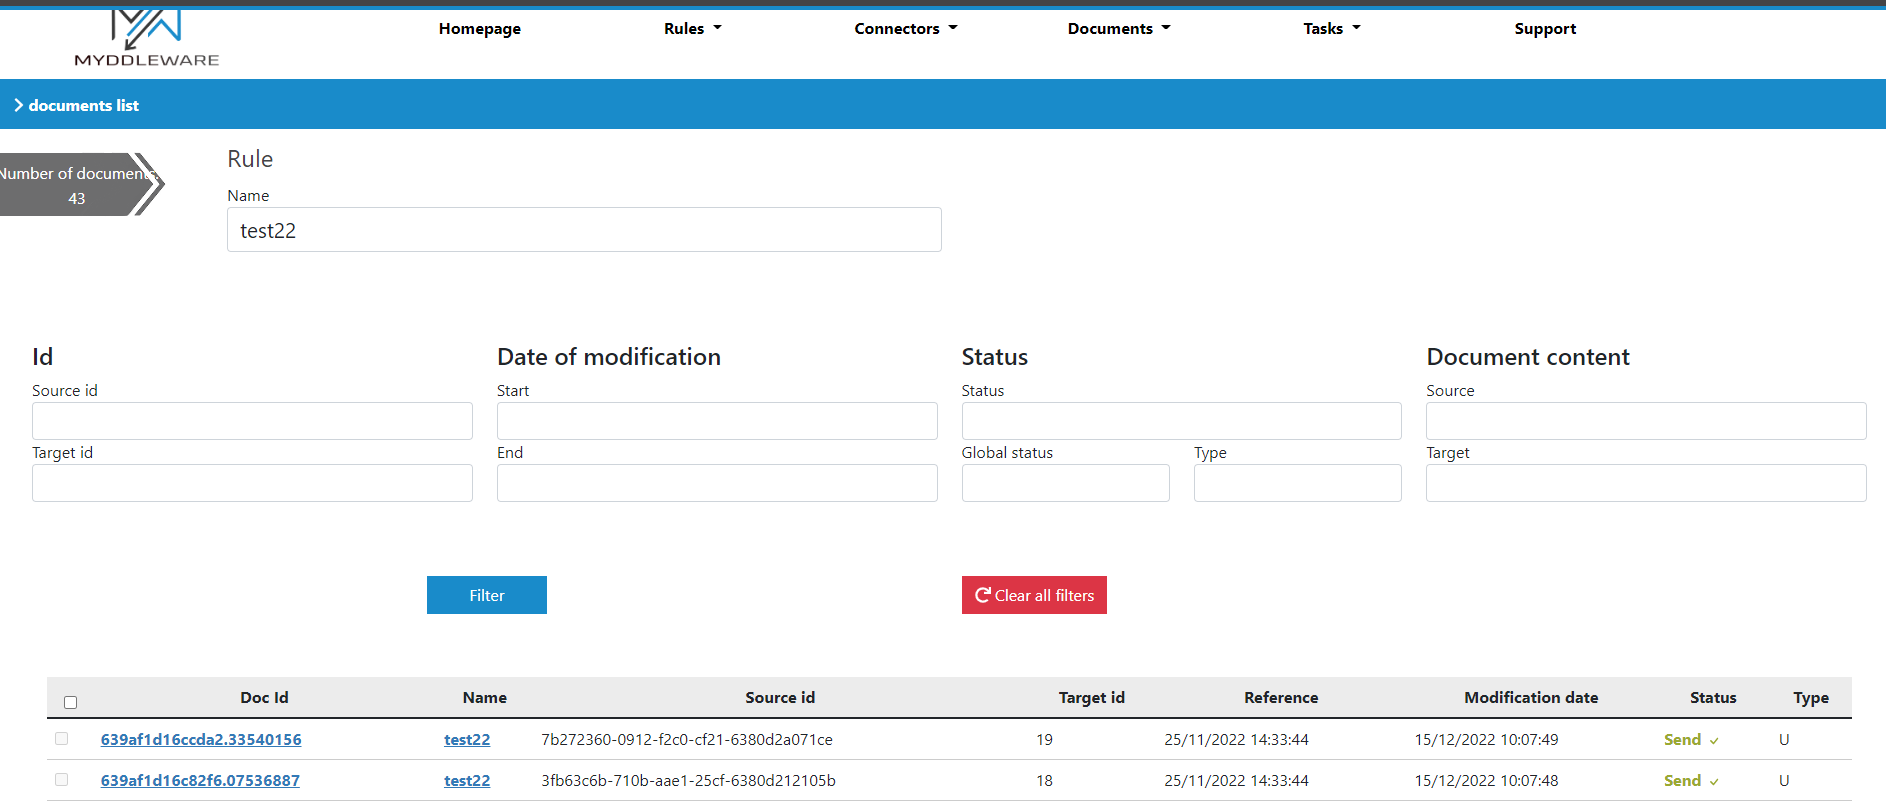 MYDDLEWARE
Homepage Rules Connectors Documents Tasks Support
documents list
Number of documents:
43
Rule
Name
test22
Id Date of modification Status Document content
Source id Start Status Source
Target id End Global status Type Target
Filter Clear all filters
Doc Id Name Source id Target id Reference Modification date Status Type
639af1d16ccda2.33540156 test22 7b272360-0912-f2c0-cf21-6380d2a071ce 19 25/11/2022 14:33:44 15/12/2022 10:07:49 Send U
639af1d16c82f6.07536887 test22 3fb63c6b-710b-aae1-25cf-6380d212105b 18 25/11/2022 14:33:44 15/12/2022 10:07:48 Send U